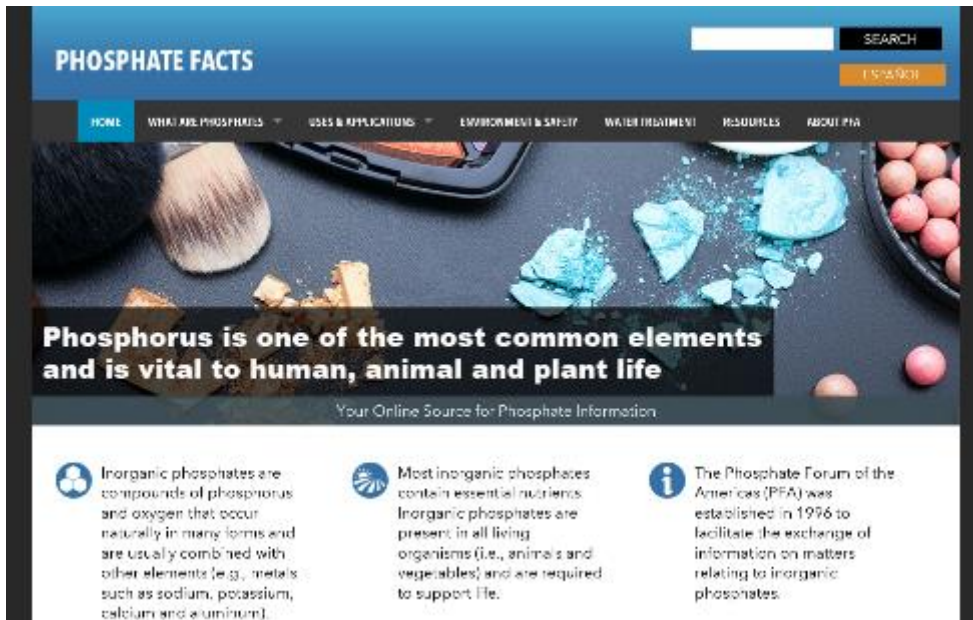 SEARCH
PHOSPHATE FACTS
ESPAÑOL
HOME WHAT ARE PHOSPHATES USES & APPLICATIONS ENVIRONMENT & SAFETY WATER TREATMENT RESOURCES ABOUT PFA
Phosphorus is one of the most common elements
and is vital to human, animal and plant life
Your Online Source for Phosphate Information
Inorganic phosphates are
compounds of phosphorus
and oxygen that occur
naturally in many forms and
are usually combined with
other elements (e.g., metals
such as sodium, potassium,
calcium and aluminum).
Most inorganic phosphates
contain essential nutrients
Inorganic phosphates are
present in all living
organisms (i.e., animals and
vegetables) and are required
to support life.
The Phosphate Forum of the
Americas (PFA) was
established in 1996 to
facilitate the exchange of
information on matters
relating to inorganic
phosphates.